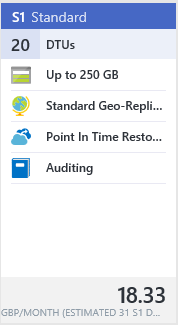 S1 Standard
20 DTUs
Up to 250 GB
Standard Geo-Repli...
Point In Time Resto...
Auditing
18.33
GBP/MONTH (ESTIMATED 31 S1 D...